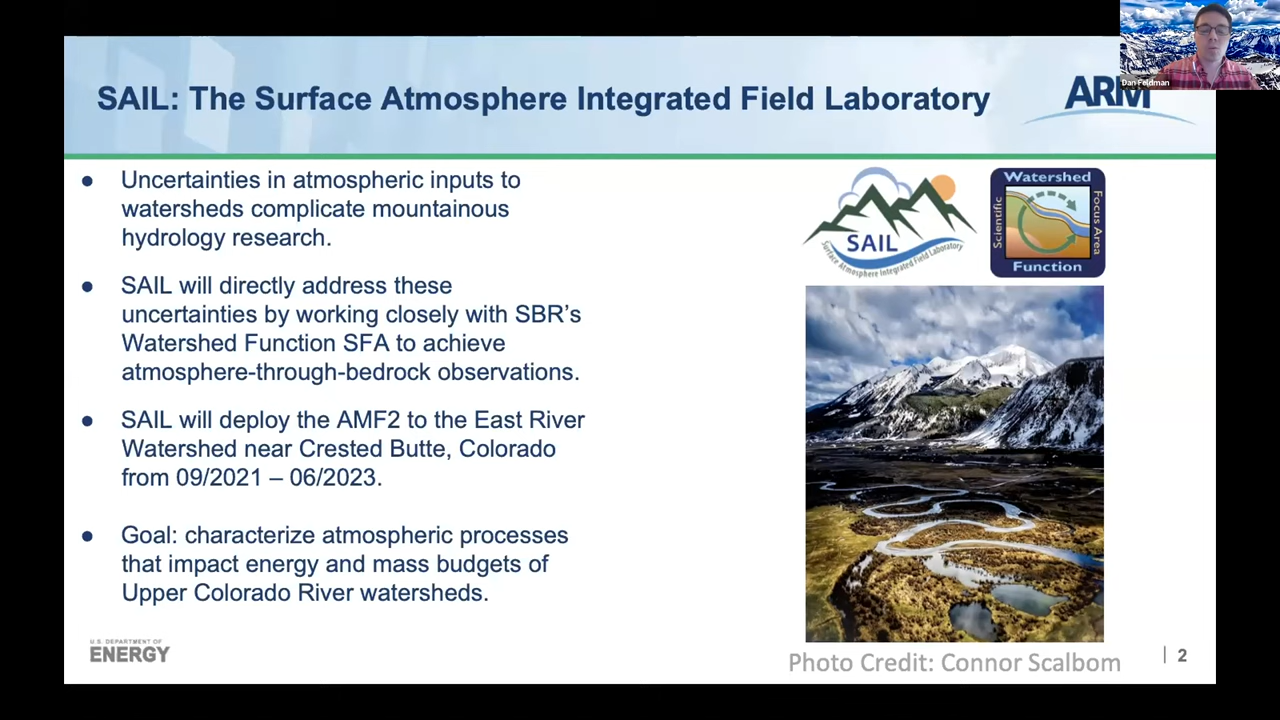 Dan Feldman
SAIL: The Surface Atmosphere Integrated Field Laboratory
ARM
● Uncertainties in atmospheric inputs to
watersheds complicate mountainous
hydrology research.
● SAIL will directly address these
uncertainties by working closely with SBR’s
Watershed Function SFA to achieve
atmosphere-through-bedrock observations.
● SAIL will deploy the AMF2 to the East River
Watershed near Crested Butte, Colorado
from 09/2021 – 06/2023.
● Goal: characterize atmospheric processes
that impact energy and mass budgets of
Upper Colorado River watersheds.
SAIL
Surface Atmosphere Integrated Field Laboratory
Watershed
Scientific
Focus Area
Function
Photo Credit: Connor Scalbom
U.S. DEPARTMENT OF
ENERGY
| 2